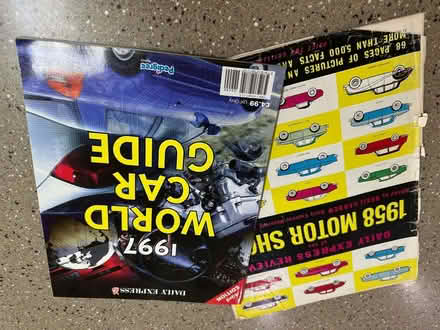 DAILY EXPRESS
1997
WORLD
CAR
GUIDE
£4.99
Pedigree
DAILY EXPRESS REVIEW
1958 MOTOR SH
68 PAGES OF PICTURES AN
MORE THAN 5000 FACTS A